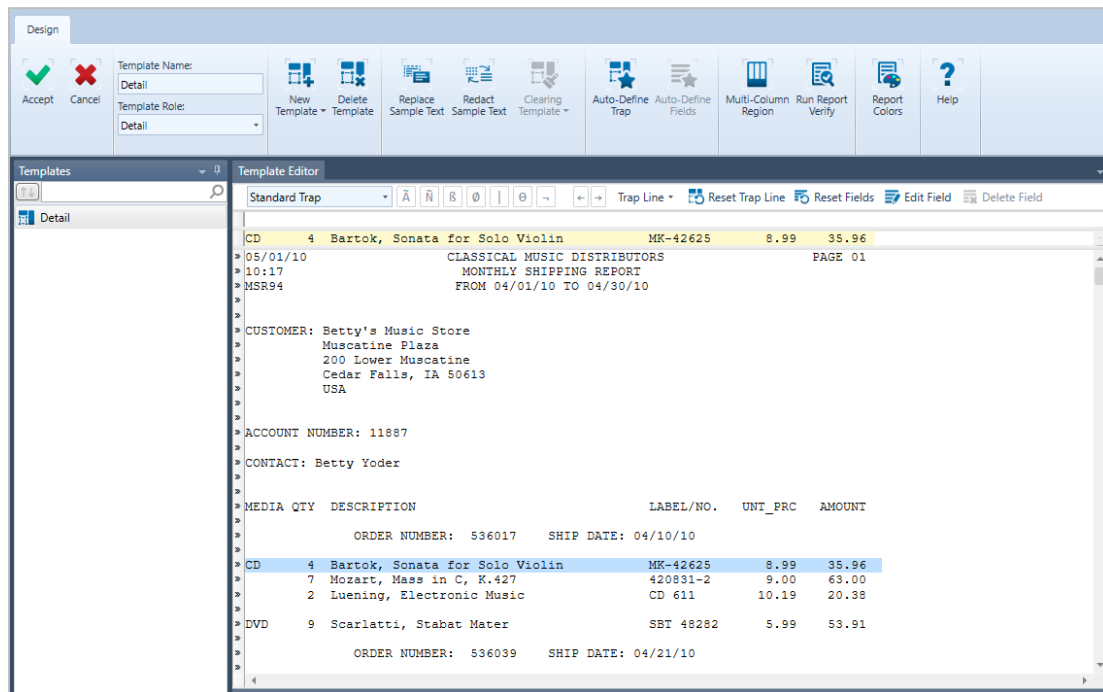 Design
Accept
Cancel
Template Name:
Detail
Template Role:
Detail
New Template
Delete Template
Replace Sample Text
Redact Sample Text
Clearing Template
Auto-Define Trap
Auto-Define Fields
Multi-Column Region
Run Report Verify
Report Colors
Help
Templates
Detail
Template Editor
Standard Trap Ã Ñ ß Ø | Θ ¬ ← → Trap Line Reset Trap Line Reset Fields Edit Field Delete Field
CD 4 Bartok, Sonata for Solo Violin MK-42625 8.99 35.96
05/01/10 CLASSICAL MUSIC DISTRIBUTORS PAGE 01
10:17 MONTHLY SHIPPING REPORT
MSR94 FROM 04/01/10 TO 04/30/10
CUSTOMER: Betty's Music Store
Muscatine Plaza
200 Lower Muscatine
Cedar Falls, IA 50613
USA
ACCOUNT NUMBER: 11887
CONTACT: Betty Yoder
MEDIA QTY DESCRIPTION LABEL/NO. UNT_PRC AMOUNT
ORDER NUMBER: 536017 SHIP DATE: 04/10/10
CD 4 Bartok, Sonata for Solo Violin MK-42625 8.99 35.96
7 Mozart, Mass in C, K.427 420831-2 9.00 63.00
2 Luening, Electronic Music CD 611 10.19 20.38
DVD 9 Scarlatti, Stabat Mater SBT 48282 5.99 53.91
ORDER NUMBER: 536039 SHIP DATE: 04/21/10